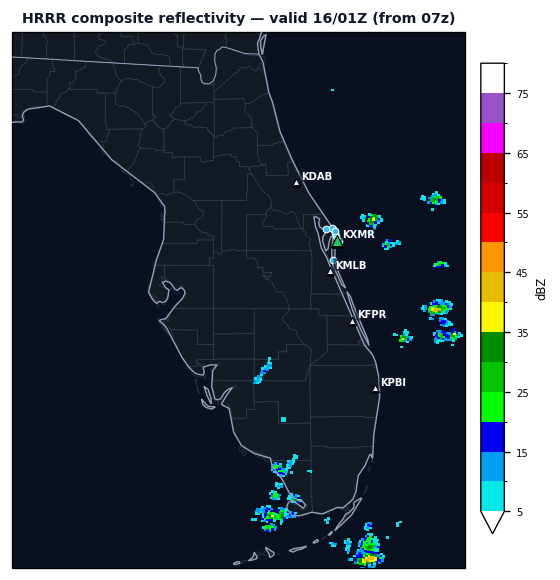 HRRR composite reflectivity — valid 16/01Z (from 07z)
KDAB
KXMR
KMLB
KFPR
KPBI
75
65
55
45
35
25
15
5
dBZ